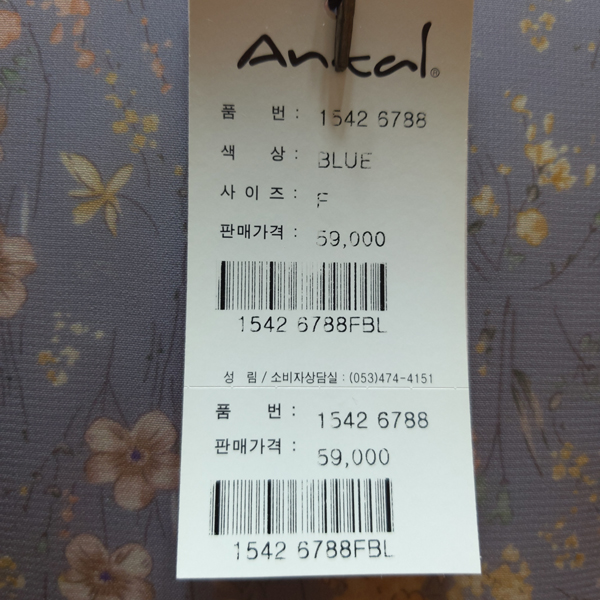 Ankal®
품 번 : 1542 6788
색 상 : BLUE
사 이 즈 : F
판매가격 : 59,000
1542 6788FBL
성 림 / 소비자상담실 : (053)474-4151
품 번 : 1542 6788
판매가격 : 59,000
1542 6788FBL